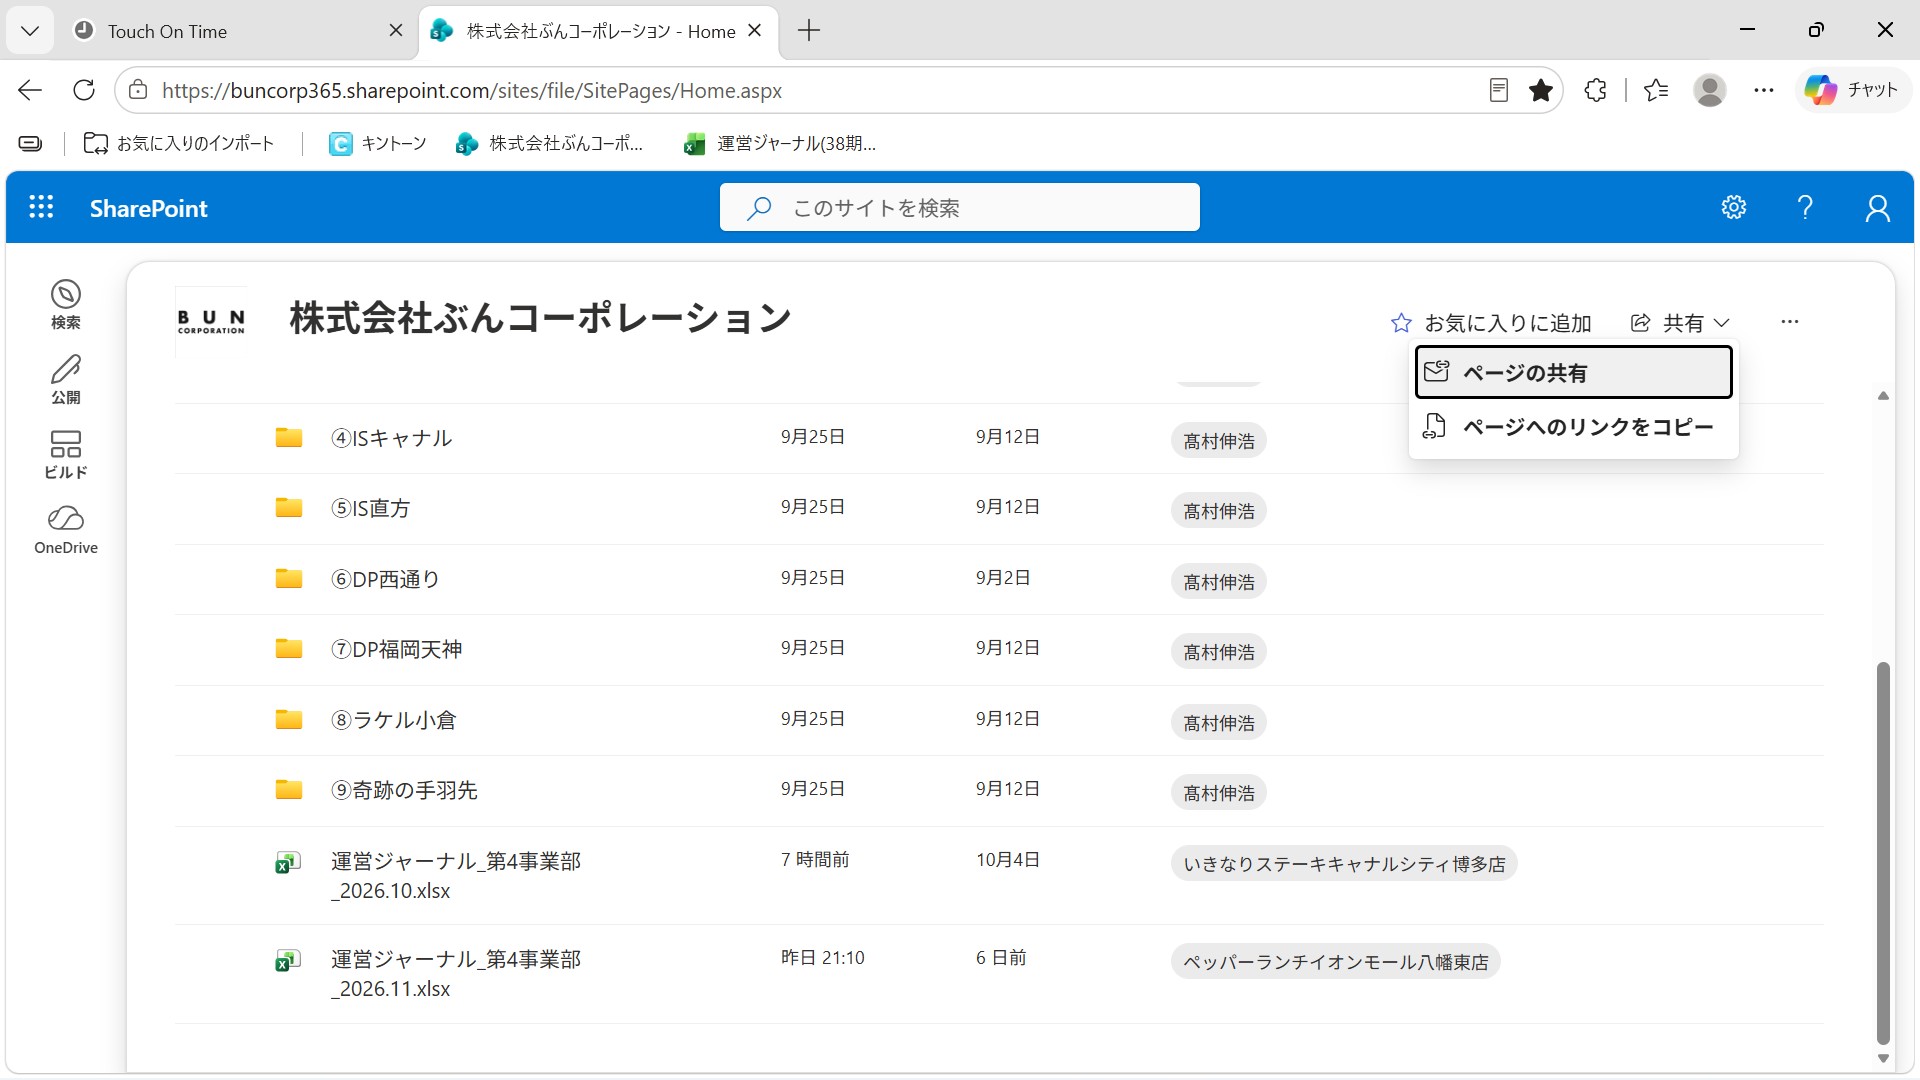 Touch On Time
株式会社ぶんコーポレーション - Home
https://buncorp365.sharepoint.com/sites/file/SitePages/Home.aspx
チャット
お気に入りのインポート
キントーン
株式会社ぶんコーポ...
運営ジャーナル(38期...
SharePoint
このサイトを検索
検索
公開
ビルド
OneDrive
BUN
CORPORATION
株式会社ぶんコーポレーション
お気に入りに追加
共有
ページの共有
ページへのリンクをコピー
④ISキャナル 9月25日 9月12日 髙村伸浩
⑤IS直方 9月25日 9月12日 髙村伸浩
⑥DP西通り 9月25日 9月2日 髙村伸浩
⑦DP福岡天神 9月25日 9月12日 髙村伸浩
⑧ラケル小倉 9月25日 9月12日 髙村伸浩
⑨奇跡の手羽先 9月25日 9月12日 髙村伸浩
運営ジャーナル_第4事業部 7 時間前 10月4日 いきなりステーキキャナルシティ博多店
_2026.10.xlsx
運営ジャーナル_第4事業部 昨日 21:10 6 日前 ペッパーランチイオンモール八幡東店
_2026.11.xlsx